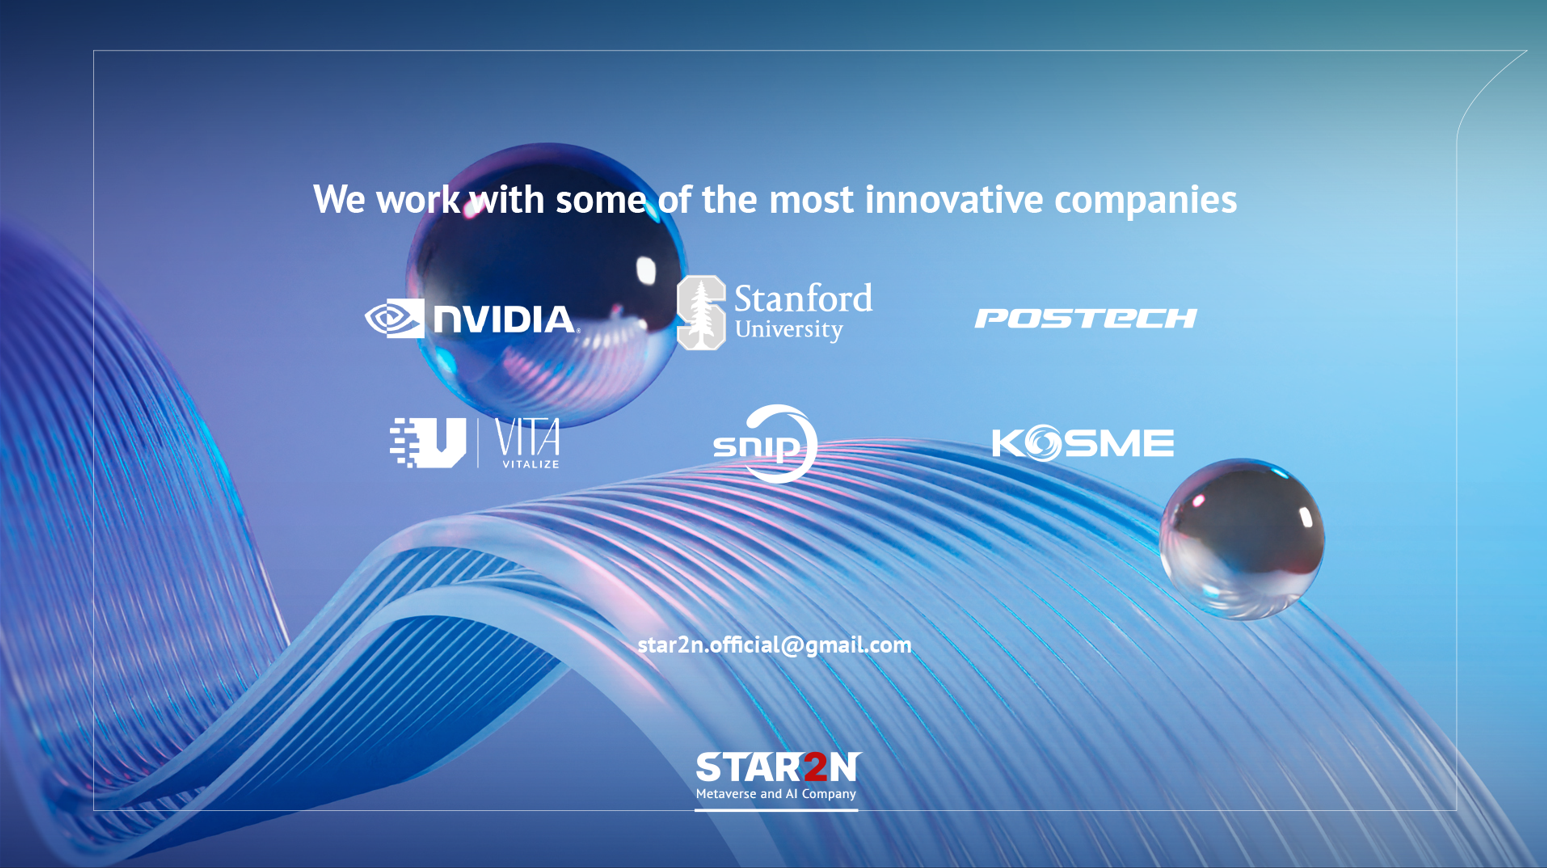 We work with some of the most innovative companies
NVIDIA®
Stanford
University
POSTECH
VITA
VITALIZE
snip
KOSME
star2n.official@gmail.com
STAR2N
Metaverse and AI Company